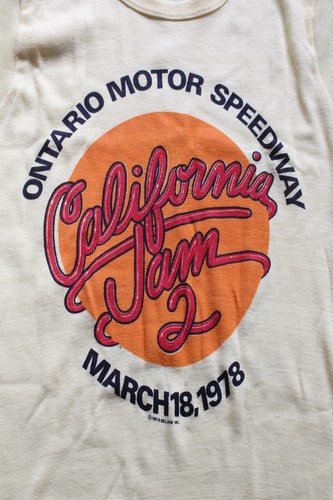 ONTARIO MOTOR SPEEDWAY
California
Jam
2
MARCH 18, 1978